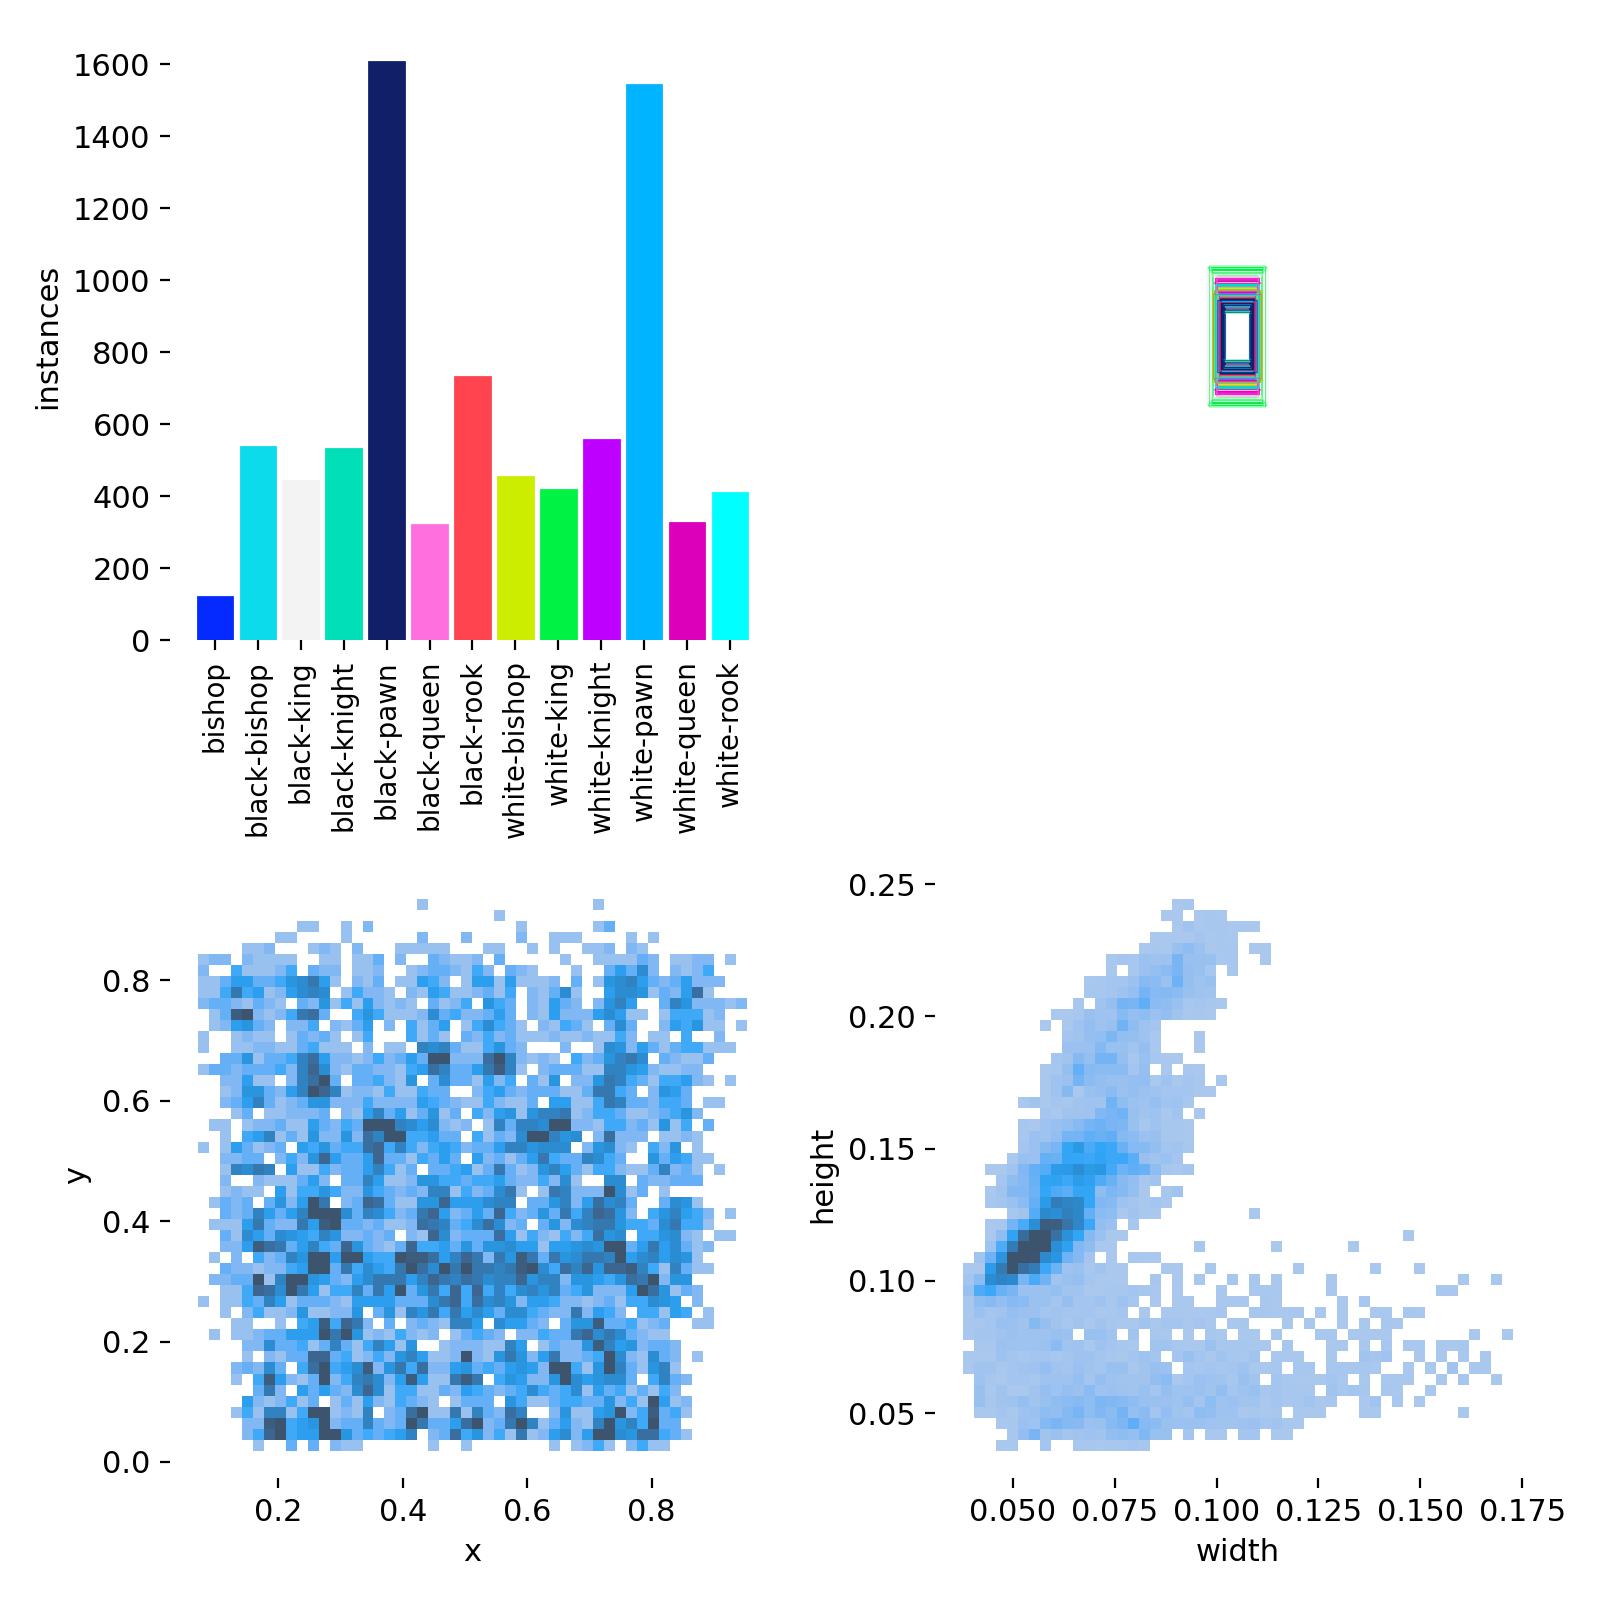 1600
1400
1200
1000
800
600
400
200
0
instances
bishop
black-bishop
black-king
black-knight
black-pawn
black-queen
black-rook
white-bishop
white-king
white-knight
white-pawn
white-queen
white-rook
0.8
0.6
0.4
0.2
0.0
y
0.2 0.4 0.6 0.8
x
0.25
0.20
0.15
0.10
0.05
height
0.050 0.075 0.100 0.125 0.150 0.175
width